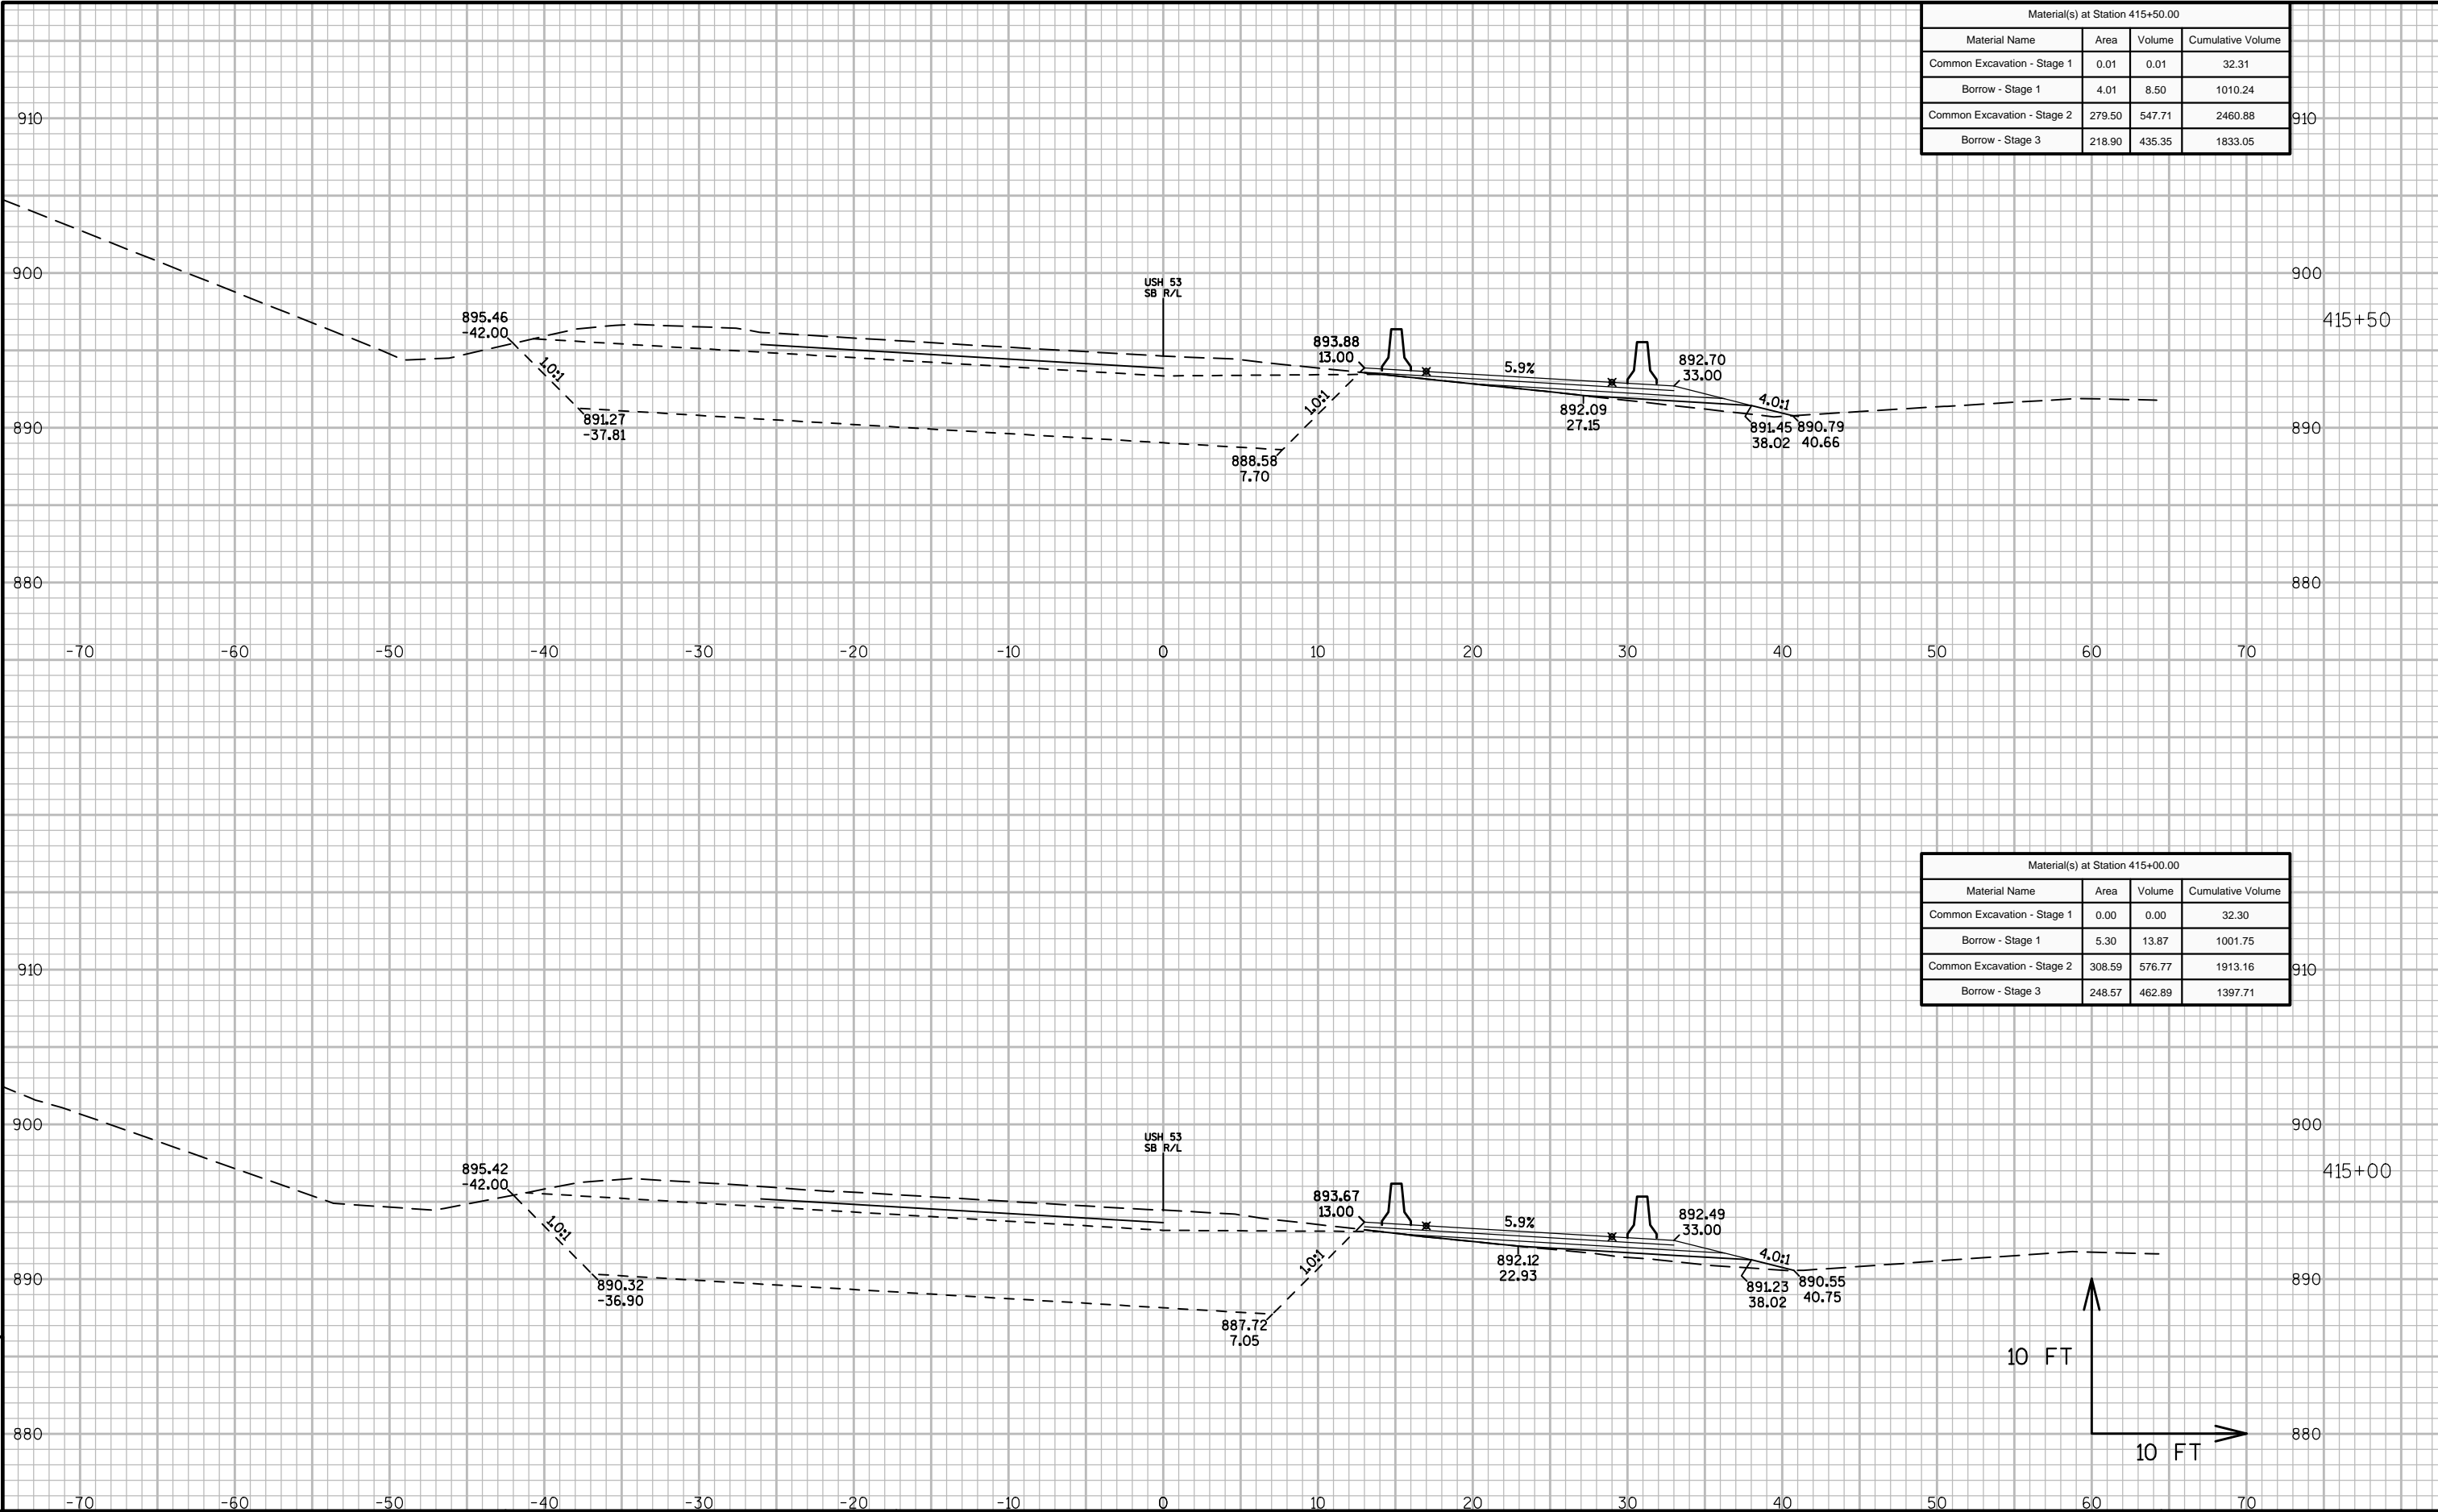 Material(s) at Station 415+50.00
Material Name Area Volume Cumulative Volume
Common Excavation - Stage 1 0.01 0.01 32.31
Borrow - Stage 1 4.01 8.50 1010.24
Common Excavation - Stage 2 279.50 547.71 2460.88
Borrow - Stage 3 218.90 435.35 1833.05
910 910
900 900
USH 53
SB R/L
415+50
895.46
-42.00
1.0:1
891.27
-37.81
893.88
13.00
1.0:1
888.58
7.70
5.9%
892.70
33.00
892.09
27.15
4.0:1
891.45
38.02
890.79
40.66
890 890
880 880
-70 -60 -50 -40 -30 -20 -10 0 10 20 30 40 50 60 70
Material(s) at Station 415+00.00
Material Name Area Volume Cumulative Volume
Common Excavation - Stage 1 0.00 0.00 32.30
Borrow - Stage 1 5.30 13.87 1001.75
Common Excavation - Stage 2 308.59 576.77 1913.16
Borrow - Stage 3 248.57 462.89 1397.71
910 910
900 900
USH 53
SB R/L
415+00
895.42
-42.00
1.0:1
890.32
-36.90
893.67
13.00
1.0:1
887.72
7.05
5.9%
892.49
33.00
892.12
22.93
4.0:1
891.23
38.02
890.55
40.75
890 890
10 FT
10 FT
880 880
-70 -60 -50 -40 -30 -20 -10 0 10 20 30 40 50 60 70